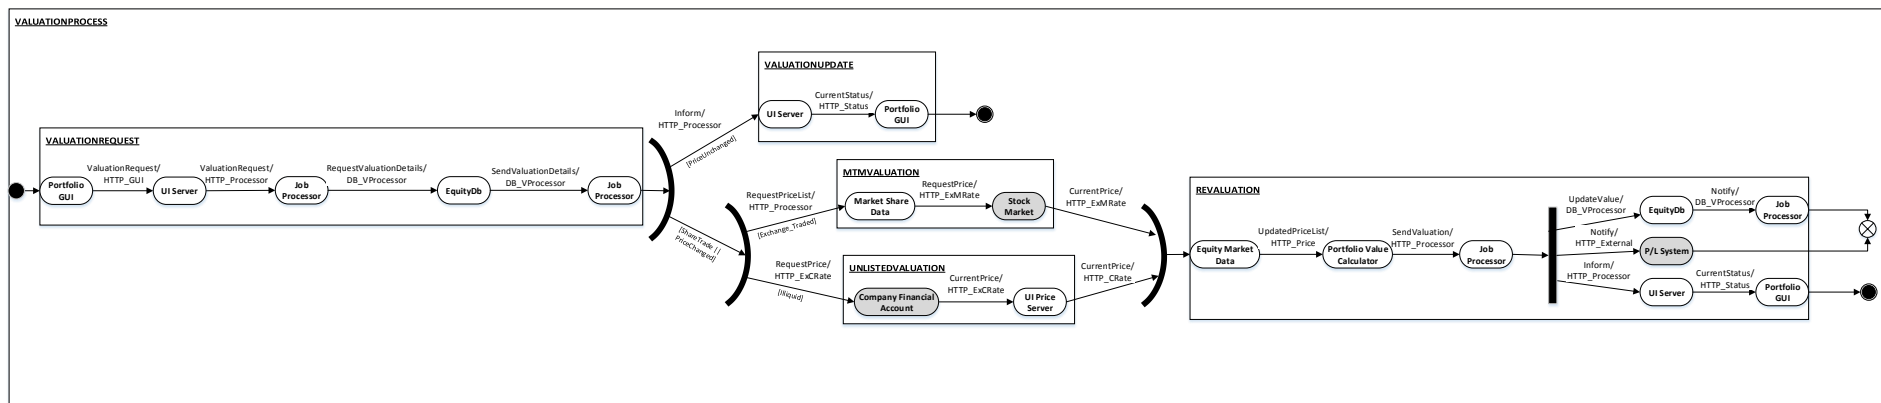 VALUATIONPROCESS
VALUATIONREQUEST
Portfolio
GUI
ValuationRequest/
HTTP_GUI
UI Server
ValuationRequest/
HTTP_Processor
Job
Processor
RequestValuationDetails/
DB_VProcessor
EquityDb
SendValuationDetails/
DB_VProcessor
Job
Processor
Inform/
HTTP_Processor
[PriceUnchanged]
VALUATIONUPDATE
UI Server
CurrentStatus/
HTTP_Status
Portfolio
GUI
[ShareTrade ||
PriceChanged]
RequestPriceList/
HTTP_Processor
[Exchange_Traded]
MTMVALUATION
Market Share
Data
RequestPrice/
HTTP_ExMRate
Stock
Market
CurrentPrice/
HTTP_ExMRate
RequestPrice/
HTTP_ExCRate
[Illiquid]
UNLISTEDVALUATION
Company Financial
Account
CurrentPrice/
HTTP_ExCRate
UI Price
Server
CurrentPrice/
HTTP_CRate
REVALUATION
Equity Market
Data
UpdatedPriceList/
HTTP_Price
Portfolio Value
Calculator
SendValuation/
HTTP_Processor
Job
Processor
UpdateValue/
DB_VProcessor
EquityDb
Notify/
DB_VProcessor
Job
Processor
Notify/
HTTP_External
P/L System
Inform/
HTTP_Processor
UI Server
CurrentStatus/
HTTP_Status
Portfolio
GUI